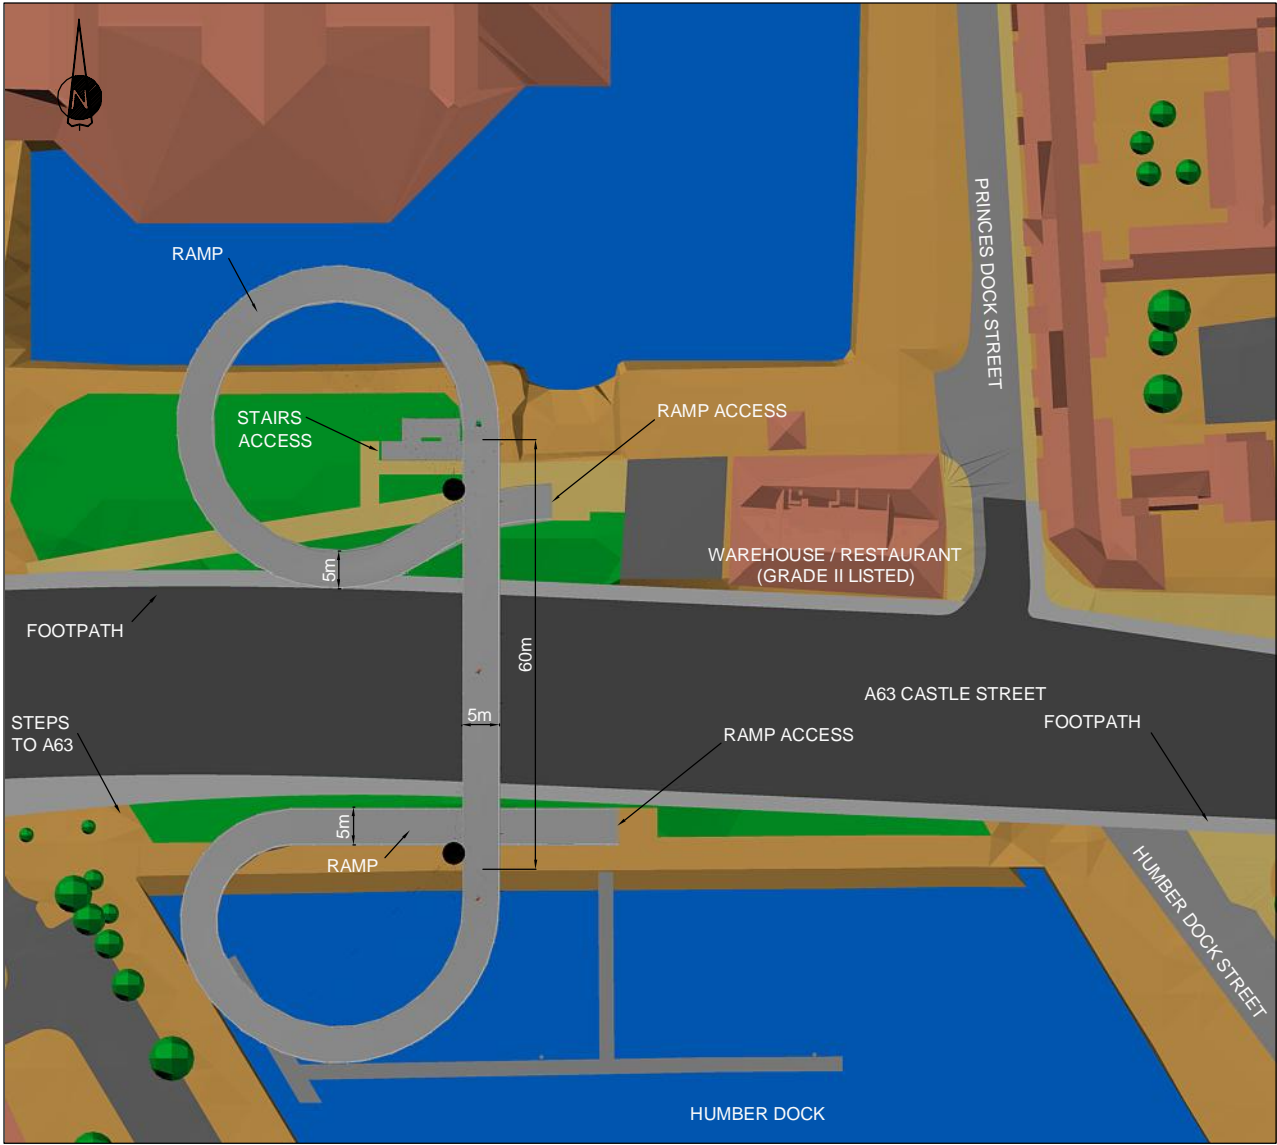 N
PRINCES DOCK STREET
RAMP
STAIRS
ACCESS
RAMP ACCESS
WAREHOUSE / RESTAURANT
(GRADE II LISTED)
5m
FOOTPATH
60m
A63 CASTLE STREET
5m
FOOTPATH
STEPS
TO A63
RAMP ACCESS
5m
RAMP
HUMBER DOCK STREET
HUMBER DOCK